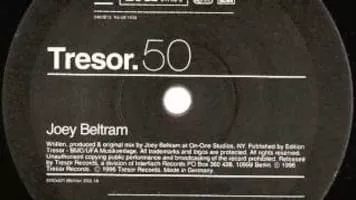 Tresor.50
Joey Beltram
Written, produced & original mix by Joey Beltram at On-One Studios, NY. Published by Edition
Tresor - BMG/UFA Musikverlage. All trademarks and logos are protected. All rights reserved.
Unauthorised copying public performance and broadcasting of the record prohibited. Released
by Tresor Records, a division of Interfisch Records PO Box 360 428, 10969 Berlin. Ⓟ 1996
Tresor Records. © 1996 Tresor Records. Made in Germany